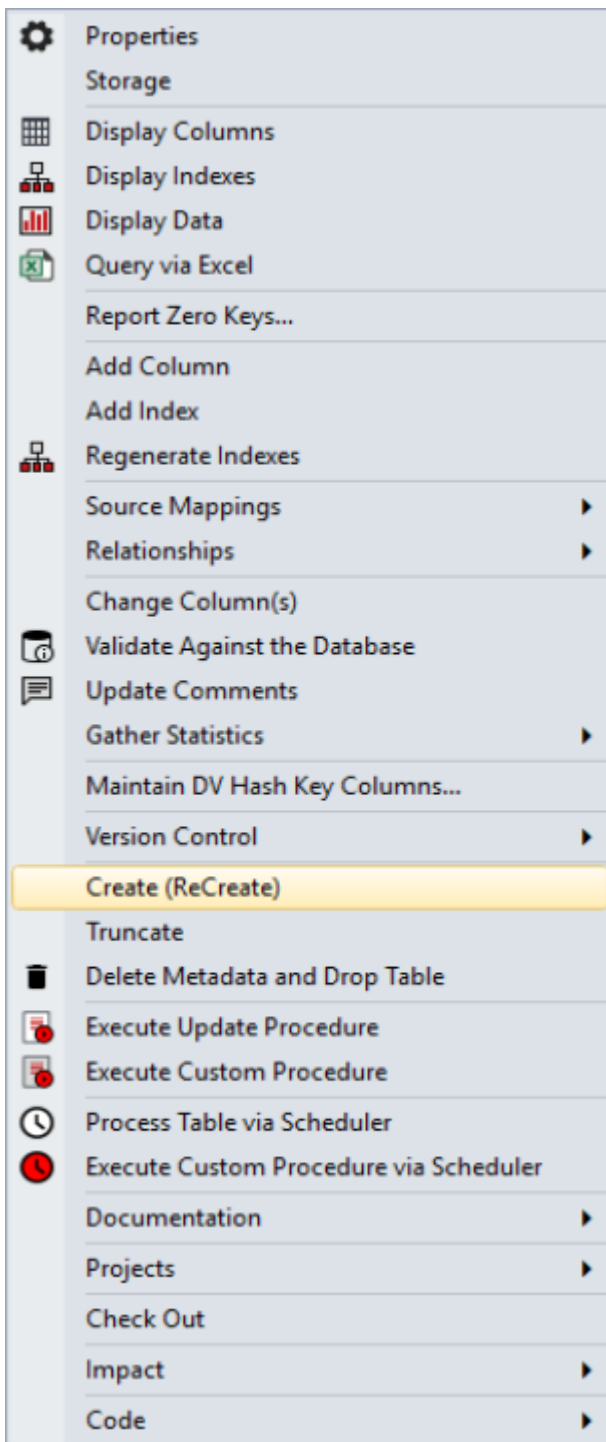 Properties
Storage
Display Columns
Display Indexes
Display Data
Query via Excel
Report Zero Keys...
Add Column
Add Index
Regenerate Indexes
Source Mappings
Relationships
Change Column(s)
Validate Against the Database
Update Comments
Gather Statistics
Maintain DV Hash Key Columns...
Version Control
Create (ReCreate)
Truncate
Delete Metadata and Drop Table
Execute Update Procedure
Execute Custom Procedure
Process Table via Scheduler
Execute Custom Procedure via Scheduler
Documentation
Projects
Check Out
Impact
Code